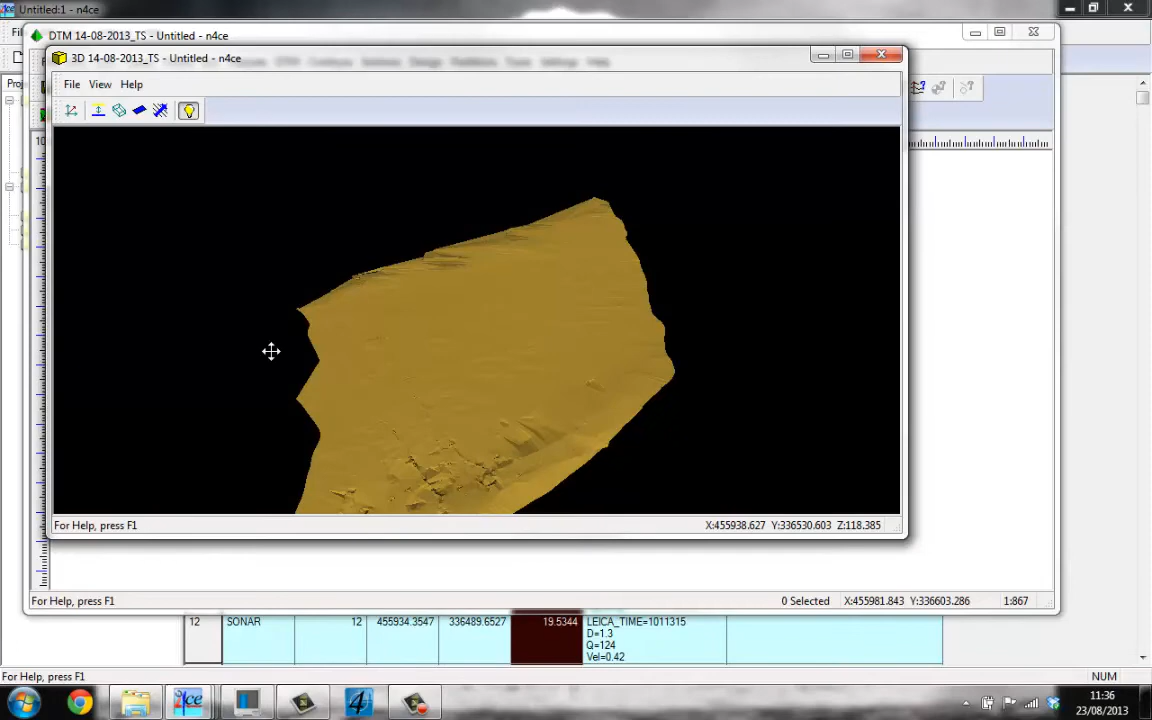 Untitled:1 - n4ce
DTM 14-08-2013_TS - Untitled - n4ce
3D 14-08-2013_TS - Untitled - n4ce
File View Help
Proj
10
For Help, press F1
X:455938.627 Y:336530.603 Z:118.385
For Help, press F1
0 Selected X:455981.843 Y:336603.286 1:867
12 SONAR 12 455934.3547 336489.6527 19.5344 LEICA_TIME=1011315
D=1.3
Q=124
Vel=0.42
For Help, press F1
NUM
11:36
23/08/2013